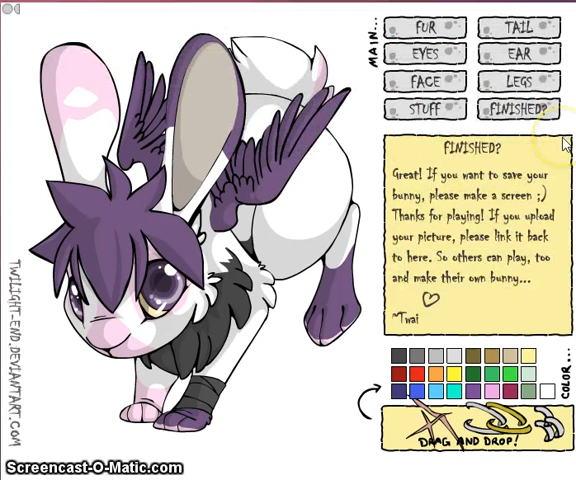 MAIN...
FUR
TAIL
EYES
EAR
FACE
LEGS
STUFF
FINISHED?
FINISHED?
Great! If you want to save your
bunny, please make a screen ;)
Thanks for playing! If you upload
your picture, please link it back
to here. So others can play, too
and make their own bunny...
~Twai
COLOR...
DRAG AND DROP!
TWILIGHT-END.DEVIANTART.COM
Screencast-O-Matic.com